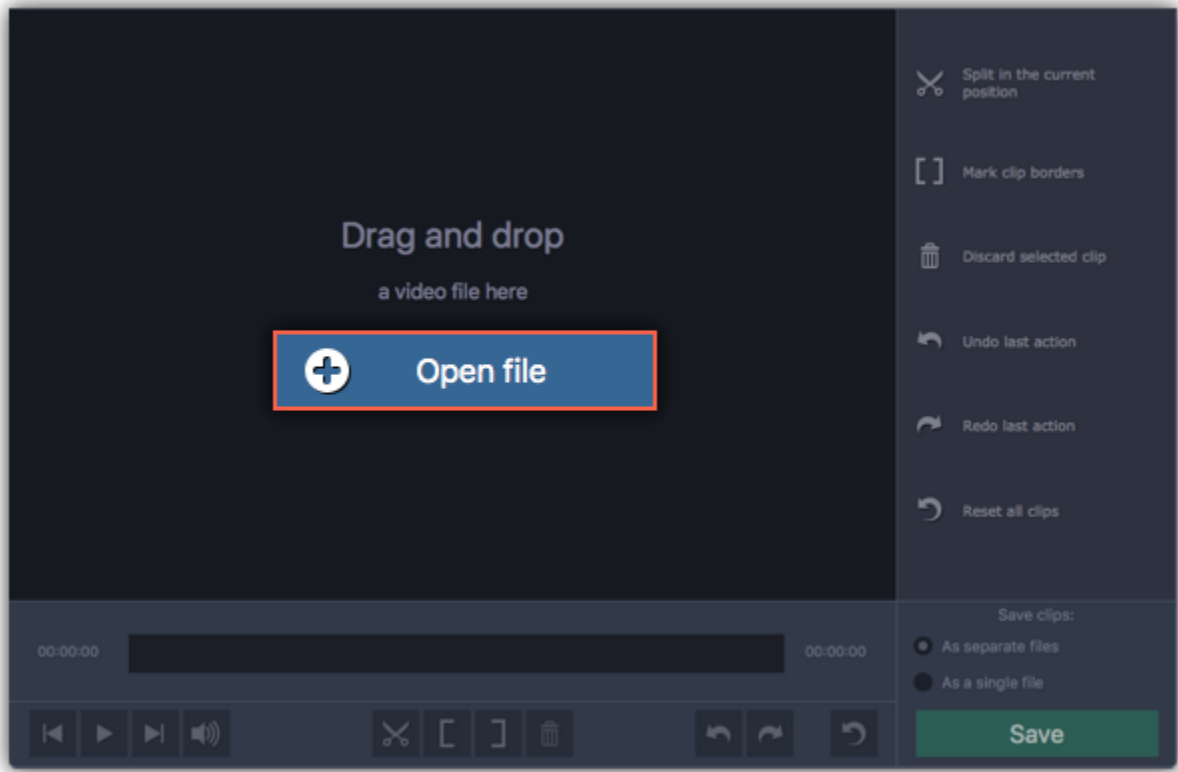 Drag and drop
a video file here
Open file
Split in the current
position
Mark clip borders
Discard selected clip
Undo last action
Redo last action
Reset all clips
00:00:00
00:00:00
Save clips:
As separate files
As a single file
Save